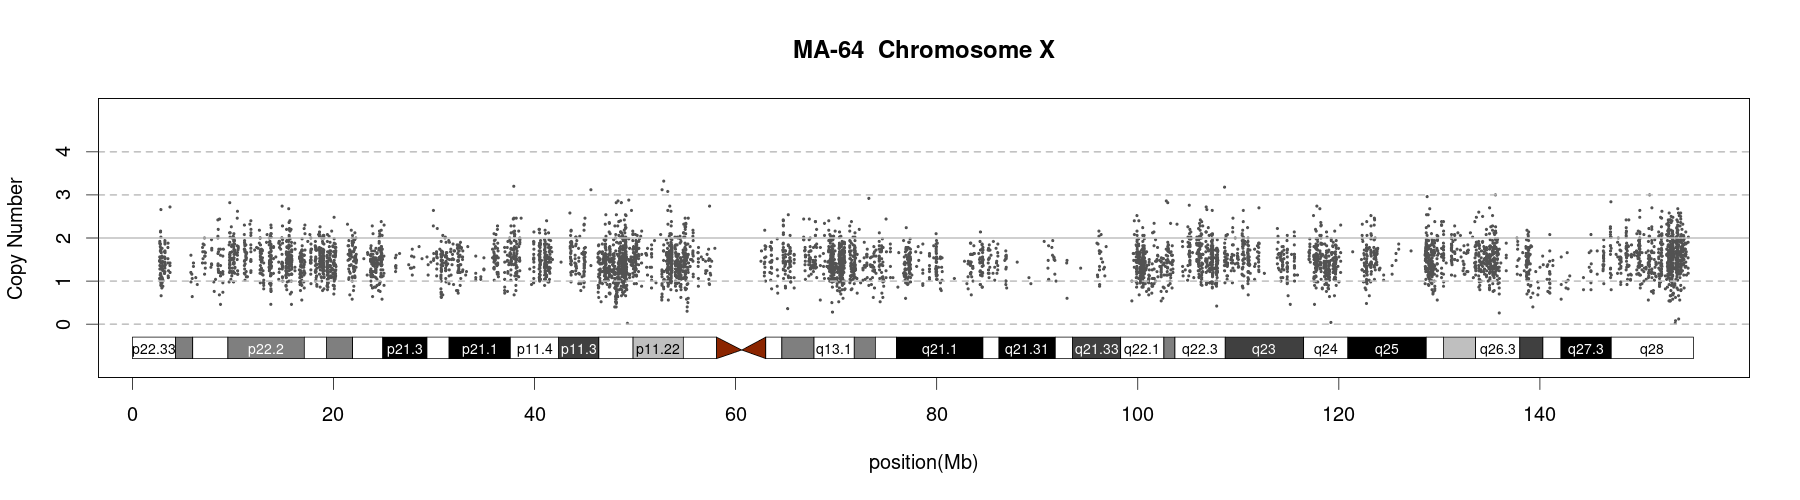 MA-64  Chromosome X
Copy Number
4
3
2
1
0
p22.33 p22.2 p21.3 p21.1 p11.4 p11.3 p11.22 q13.1 q21.1 q21.31 q21.33 q22.1 q22.3 q23 q24 q25 q26.3 q27.3 q28
0 20 40 60 80 100 120 140
position(Mb)